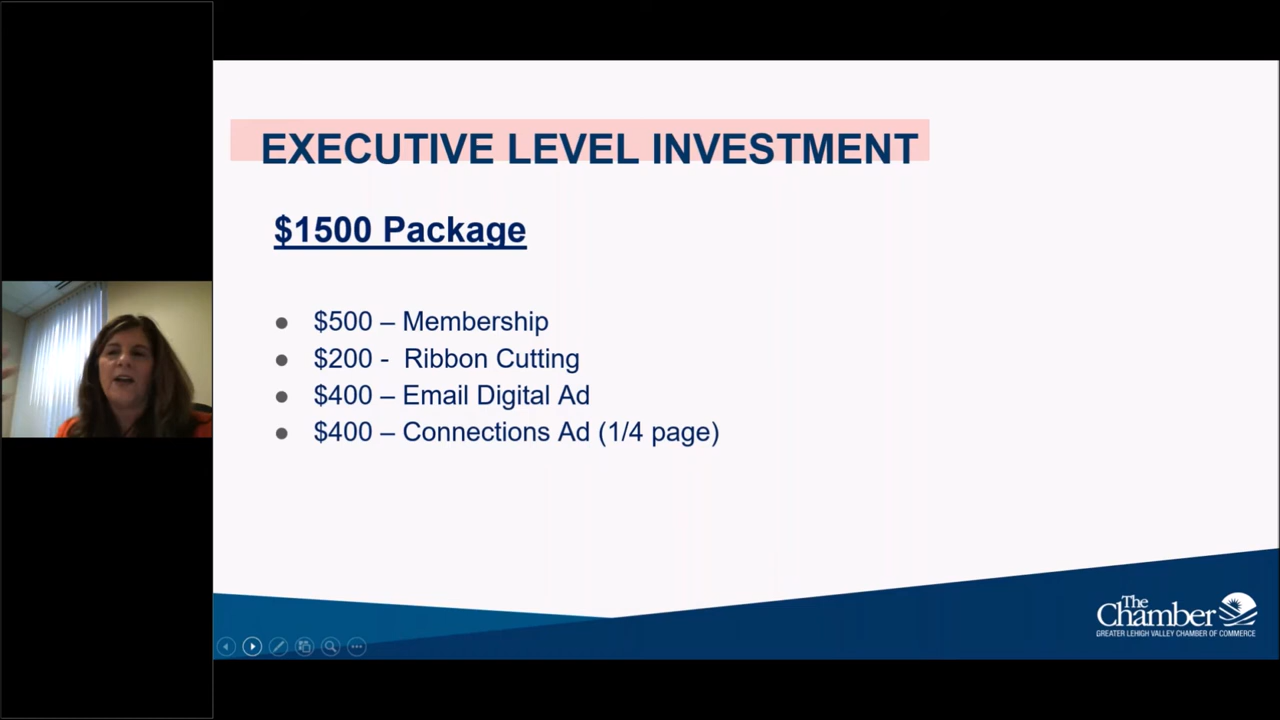 EXECUTIVE LEVEL INVESTMENT
$1500 Package
● $500 – Membership
● $200 - Ribbon Cutting
● $400 – Email Digital Ad
● $400 – Connections Ad (1/4 page)
The
Chamber
GREATER LEHIGH VALLEY CHAMBER OF COMMERCE